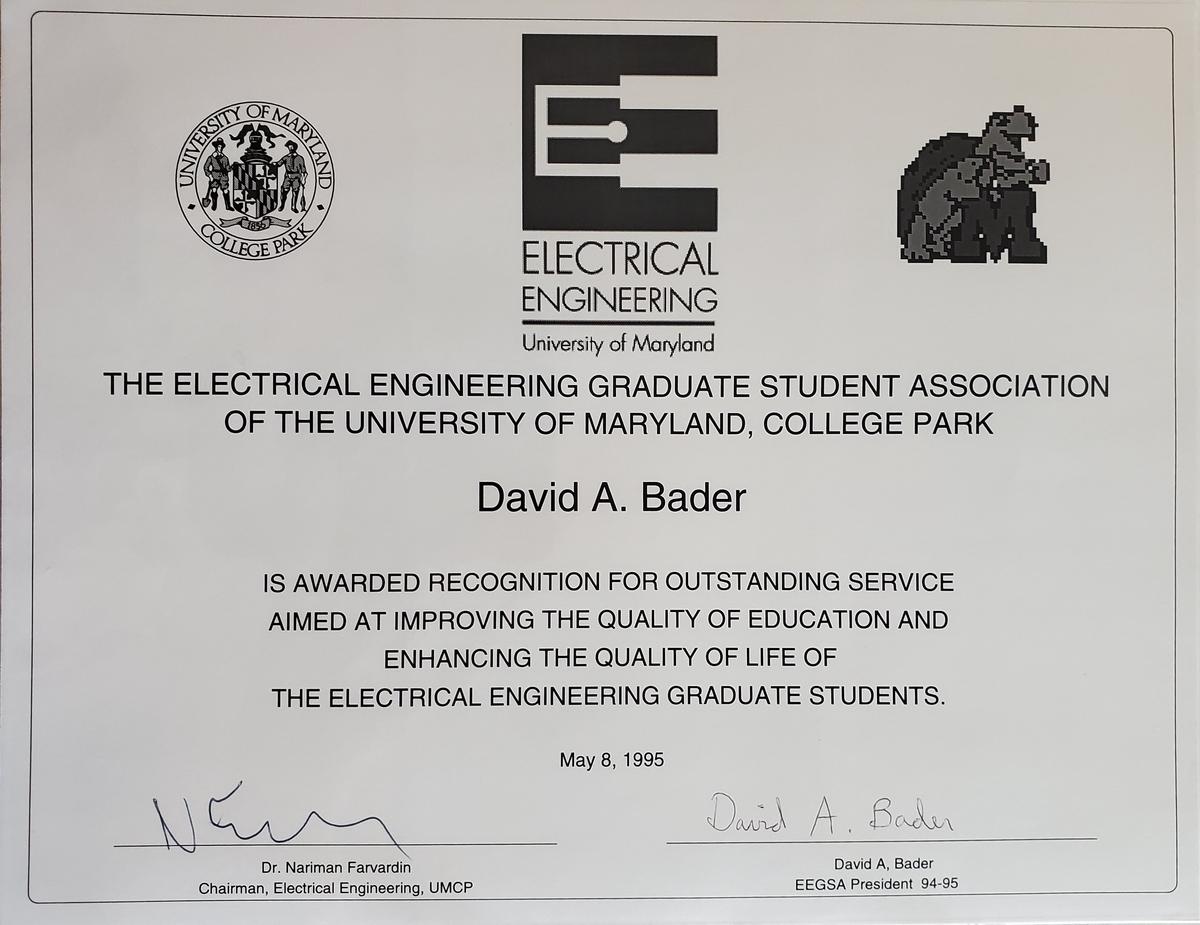 UNIVERSITY OF MARYLAND
1856
COLLEGE PARK
ELECTRICAL
ENGINEERING
University of Maryland
M
THE ELECTRICAL ENGINEERING GRADUATE STUDENT ASSOCIATION
OF THE UNIVERSITY OF MARYLAND, COLLEGE PARK
David A. Bader
IS AWARDED RECOGNITION FOR OUTSTANDING SERVICE
AIMED AT IMPROVING THE QUALITY OF EDUCATION AND
ENHANCING THE QUALITY OF LIFE OF
THE ELECTRICAL ENGINEERING GRADUATE STUDENTS.
May 8, 1995
David A. Bader
Dr. Nariman Farvardin
Chairman, Electrical Engineering, UMCP
David A, Bader
EEGSA President 94-95